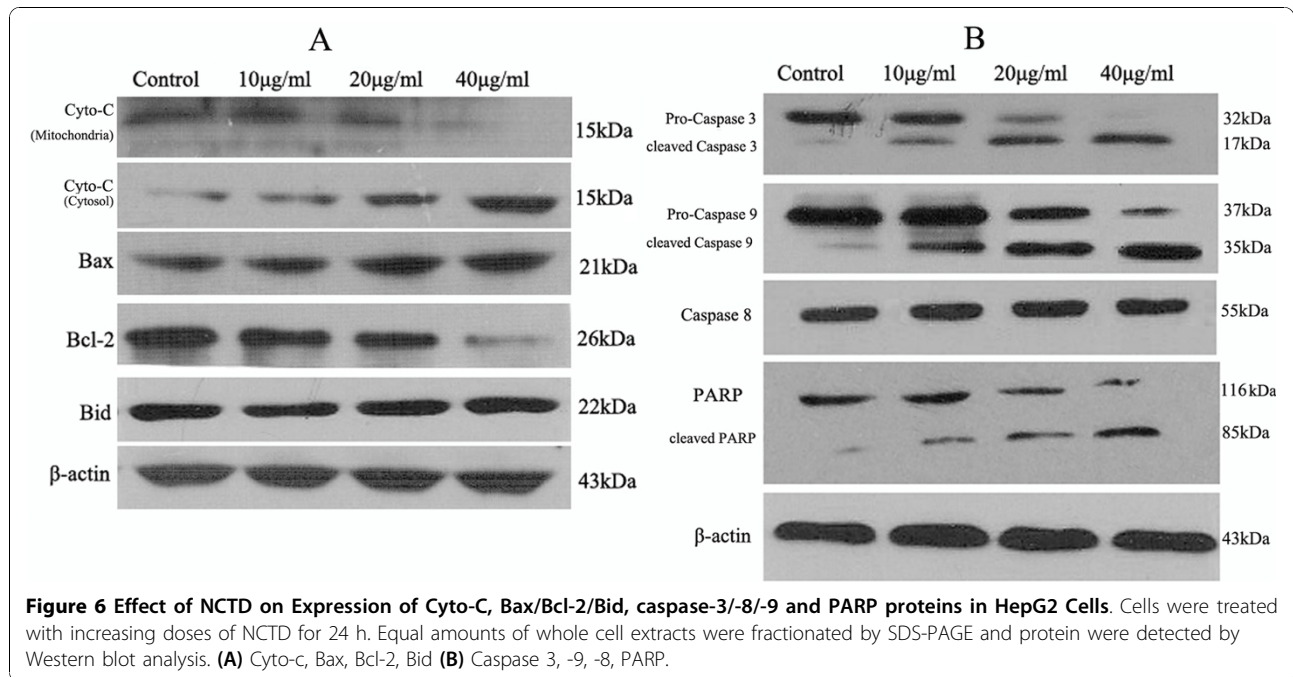 A
Control 10μg/ml 20μg/ml 40μg/ml
Cyto-C
(Mitochondria)
15kDa
Cyto-C
(Cytosol)
15kDa
Bax
21kDa
Bcl-2
26kDa
Bid
22kDa
β-actin
43kDa
B
Control 10μg/ml 20μg/ml 40μg/ml
Pro-Caspase 3 32kDa
cleaved Caspase 3 17kDa
Pro-Caspase 9 37kDa
cleaved Caspase 9 35kDa
Caspase 8 55kDa
PARP 116kDa
cleaved PARP 85kDa
β-actin 43kDa
Figure 6 Effect of NCTD on Expression of Cyto-C, Bax/Bcl-2/Bid, caspase-3/-8/-9 and PARP proteins in HepG2 Cells. Cells were treated
with increasing doses of NCTD for 24 h. Equal amounts of whole cell extracts were fractionated by SDS-PAGE and protein were detected by
Western blot analysis. (A) Cyto-c, Bax, Bcl-2, Bid (B) Caspase 3, -9, -8, PARP.